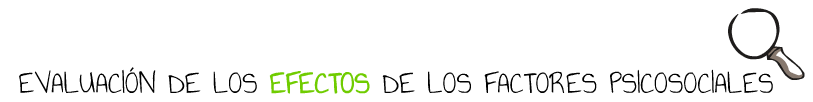 EVALUACIÓN DE LOS EFECTOS DE LOS FACTORES PSICOSOCIALES